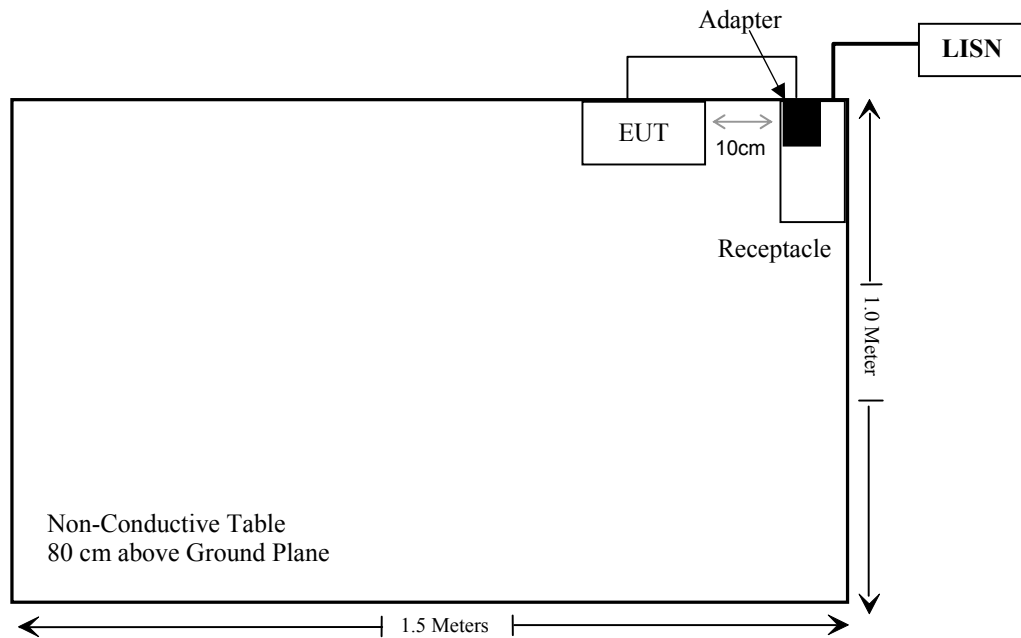 Adapter
LISN
EUT
10cm
Receptacle
1.0 Meter
Non-Conductive Table
80 cm above Ground Plane
1.5 Meters